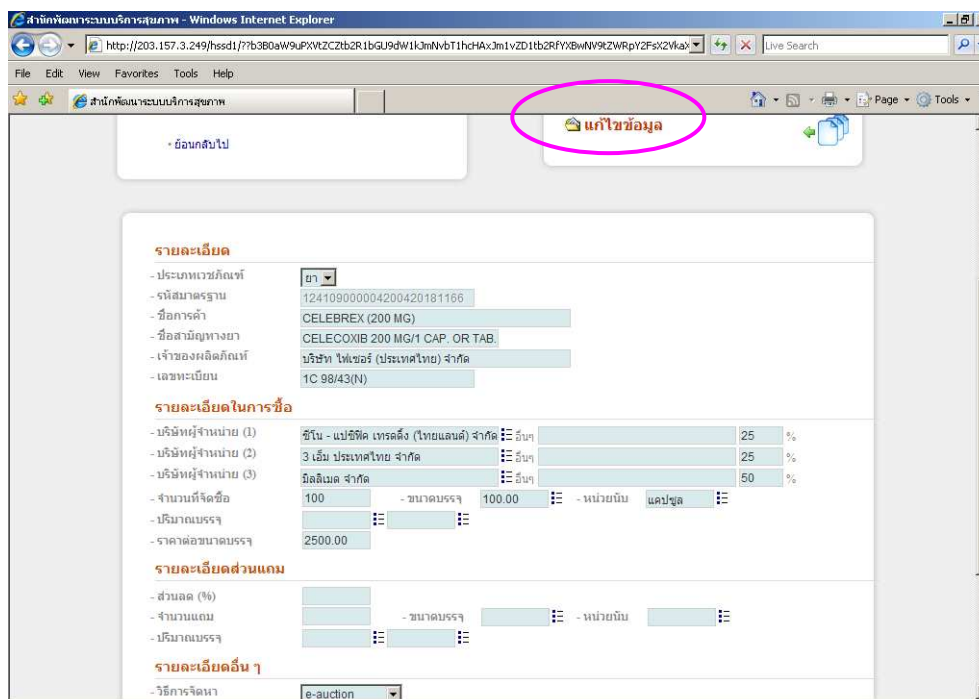 สำนักพัฒนาระบบบริการสุขภาพ - Windows Internet Explorer
Live Search
File Edit View Favorites Tools Help
สำนักพัฒนาระบบบริการสุขภาพ
Page Tools
ย้อนกลับไป
แก้ไขข้อมูล
รายละเอียด
- ประเภทเวชภัณฑ์ ยา
- รหัสมาตรฐาน 124109000004200420181166
- ชื่อการค้า CELEBREX (200 MG)
- ชื่อสามัญทางยา CELECOXIB 200 MG/1 CAP. OR TAB.
- เจ้าของผลิตภัณฑ์ บริษัท ไฟเซอร์ (ประเทศไทย) จำกัด
- เลขทะเบียน 1C 98/43(N)
รายละเอียดในการซื้อ
- บริษัทผู้จำหน่าย (1) ซีโน - แปซิฟิค เทรดดิ้ง (ไทยแลนด์) จำกัด อื่นๆ 25 %
- บริษัทผู้จำหน่าย (2) 3 เอ็ม ประเทศไทย จำกัด อื่นๆ 25 %
- บริษัทผู้จำหน่าย (3) มิลลิเมด จำกัด อื่นๆ 50 %
- จำนวนที่จัดซื้อ 100 - ขนาดบรรจุ 100.00 - หน่วยนับ แคปซูล
- ปริมาณบรรจุ
- ราคาต่อขนาดบรรจุ 2500.00
รายละเอียดส่วนแถม
- ส่วนลด (%)
- จำนวนแถม - ขนาดบรรจุ - หน่วยนับ
- ปริมาณบรรจุ
รายละเอียดอื่น ๆ
- วิธีการจัดหา e-auction